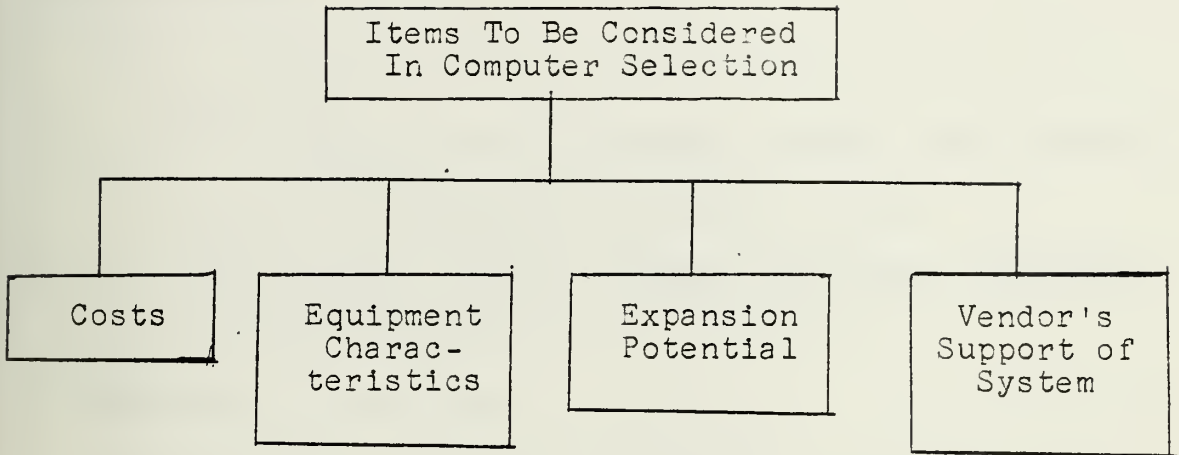 Items To Be Considered
In Computer Selection
Costs
Equipment
Charac-
teristics
Expansion
Potential
Vendor's
Support of
System